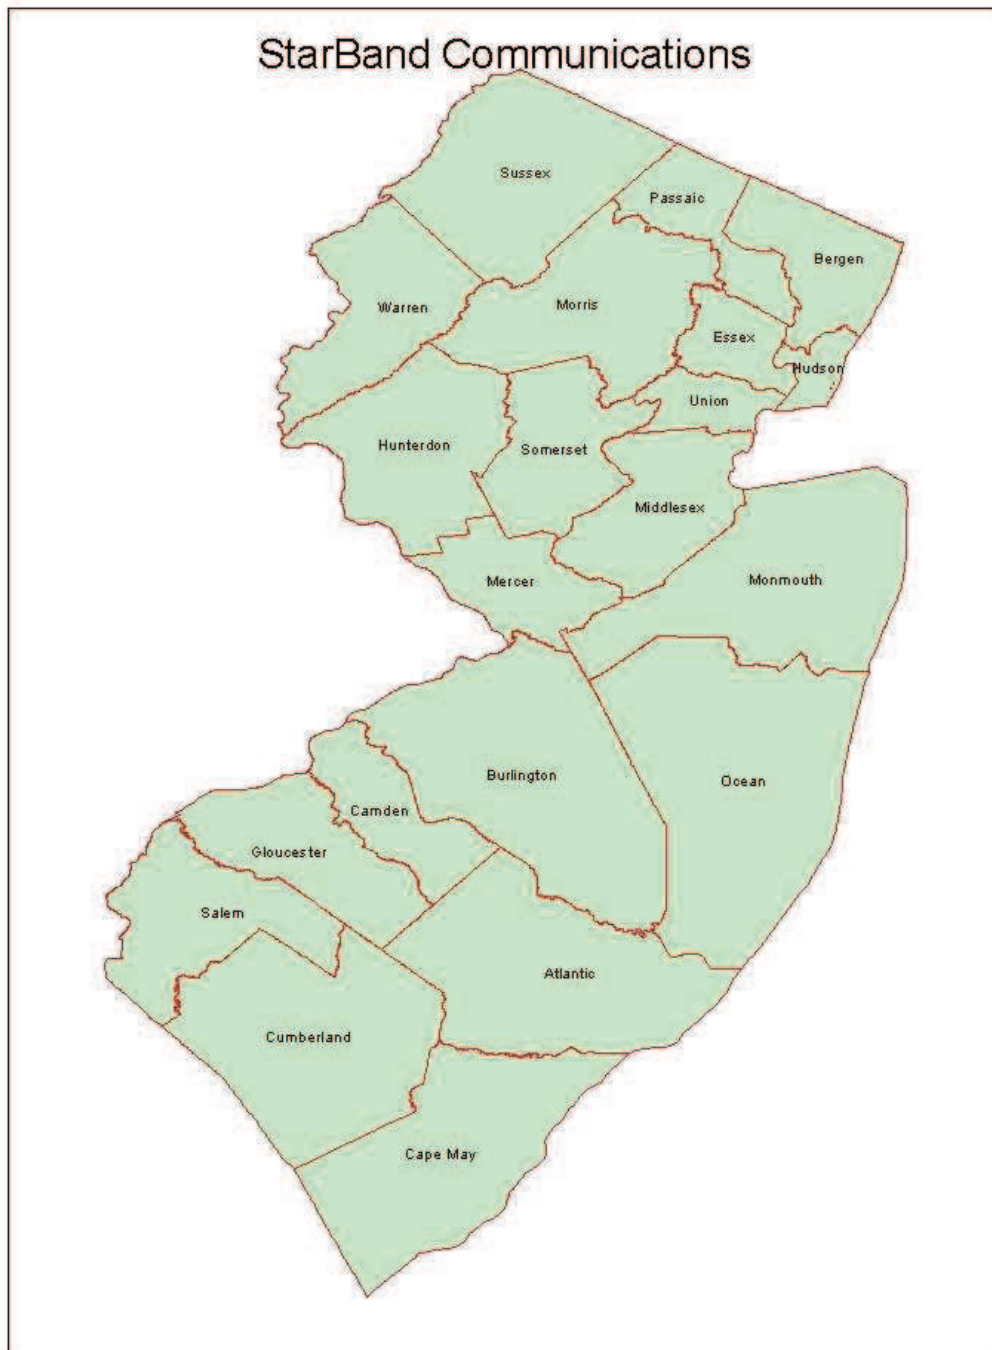 StarBand Communications
Sussex
Passaic
Bergen
Warren
Morris
Essex
Hudson
Union
Hunterdon
Somerset
Middlesex
Mercer
Monmouth
Burlington
Ocean
Camden
Gloucester
Salem
Atlantic
Cumberland
Cape May